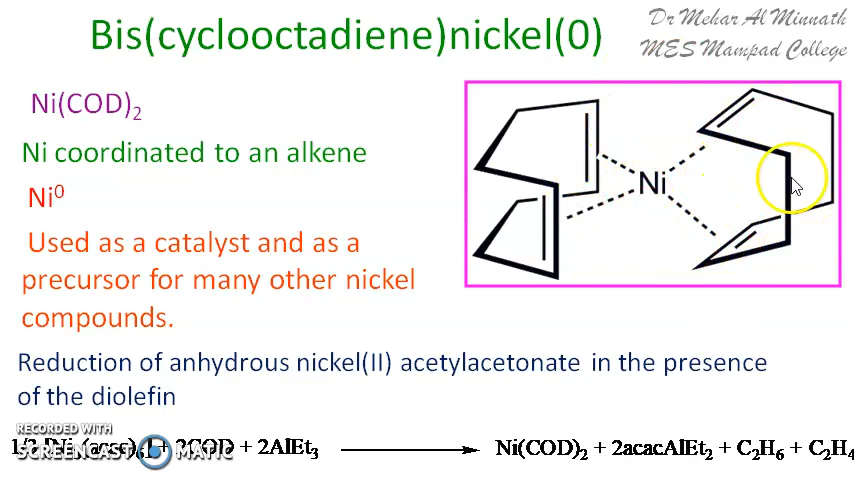 Bis(cyclooctadiene)nickel(0)
Dr Mehar Al Minnath
MES Mampad College
Ni(COD)₂
Ni coordinated to an alkene
Ni⁰
Used as a catalyst and as a
precursor for many other nickel
compounds.
Ni
Reduction of anhydrous nickel(II) acetylacetonate in the presence
of the diolefin
RECORDED WITH
SCREENCAST MATIC
+ 2COD + 2AlEt₃ Ni(COD)₂ + 2acacAlEt₂ + C₂H₆ + C₂H₄